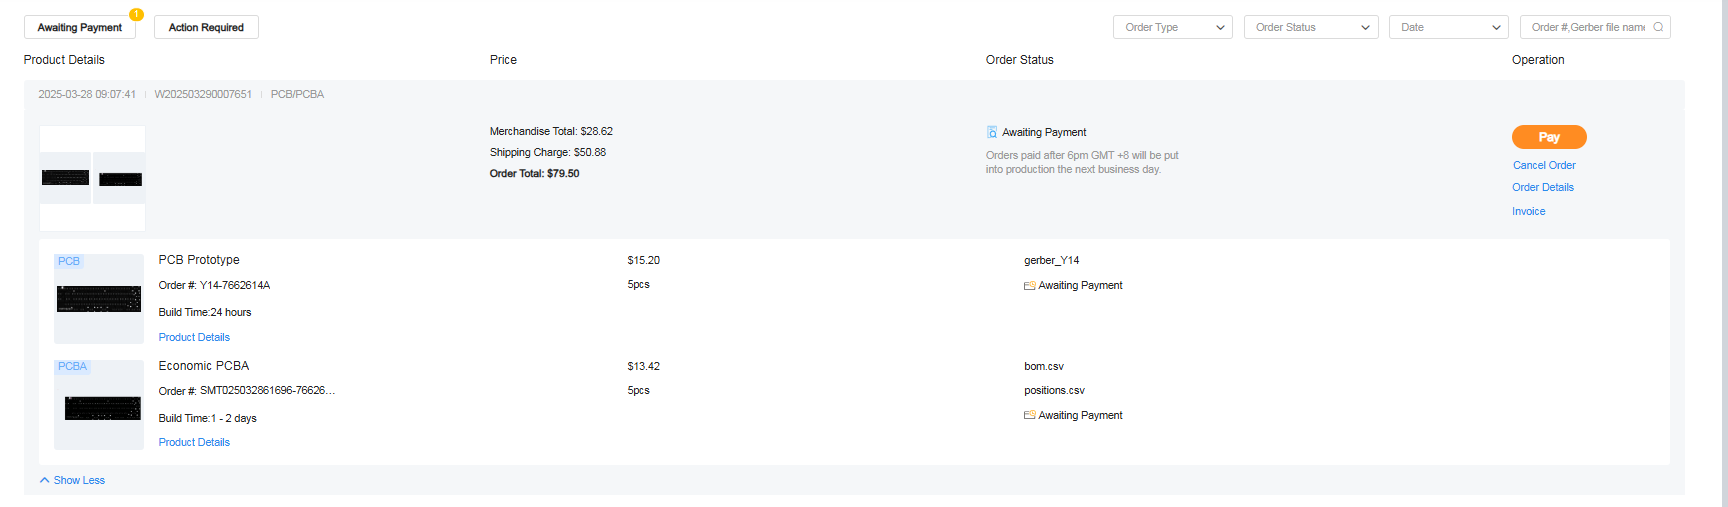 Awaiting Payment
1
Action Required
Order Type
Order Status
Date
Order #,Gerber file name
Product Details
Price
Order Status
Operation
2025-03-28 09:07:41 | W202503290007651 | PCB/PCBA
Merchandise Total: $28.62
Shipping Charge: $50.88
Order Total: $79.50
Awaiting Payment
Orders paid after 6pm GMT +8 will be put
into production the next business day.
Pay
Cancel Order
Order Details
Invoice
PCB
PCB Prototype
Order #: Y14-7662614A
Build Time:24 hours
Product Details
$15.20
5pcs
gerber_Y14
Awaiting Payment
PCBA
Economic PCBA
Order #: SMT025032861696-76626...
Build Time:1 - 2 days
Product Details
$13.42
5pcs
bom.csv
positions.csv
Awaiting Payment
Show Less